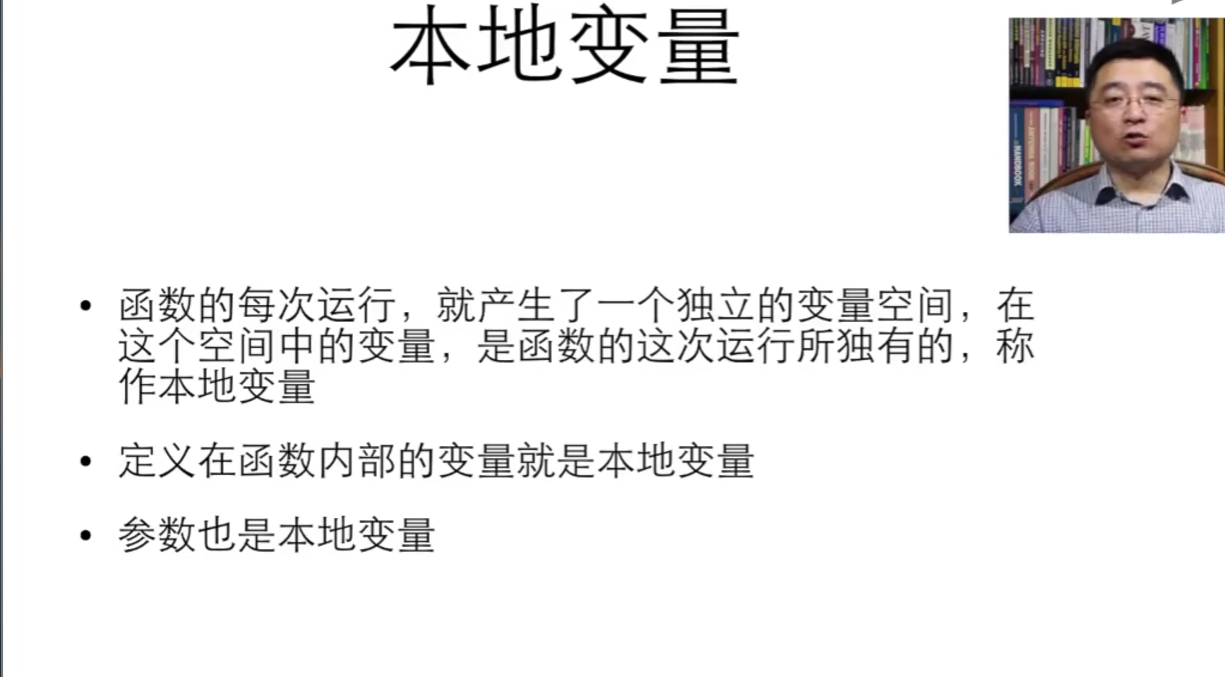 本地变量
• 函数的每次运行，就产生了一个独立的变量空间，在
这个空间中的变量，是函数的这次运行所独有的，称
作本地变量
• 定义在函数内部的变量就是本地变量
• 参数也是本地变量
HANDBOOK